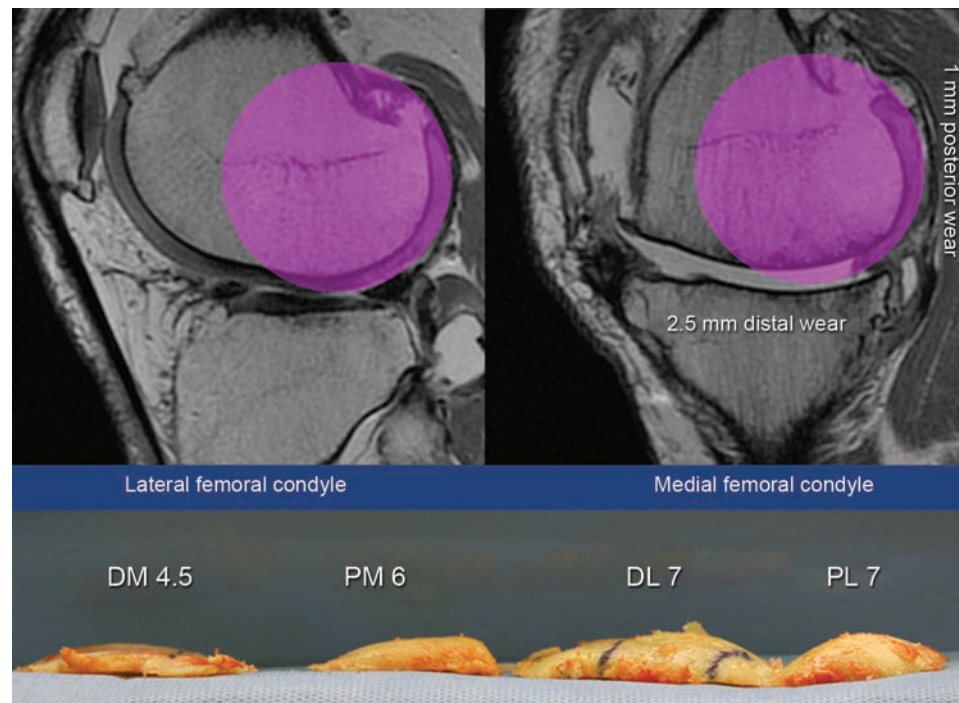 1 mm posterior wear
2.5 mm distal wear
Lateral femoral condyle
Medial femoral condyle
DM 4.5
PM 6
DL 7
PL 7